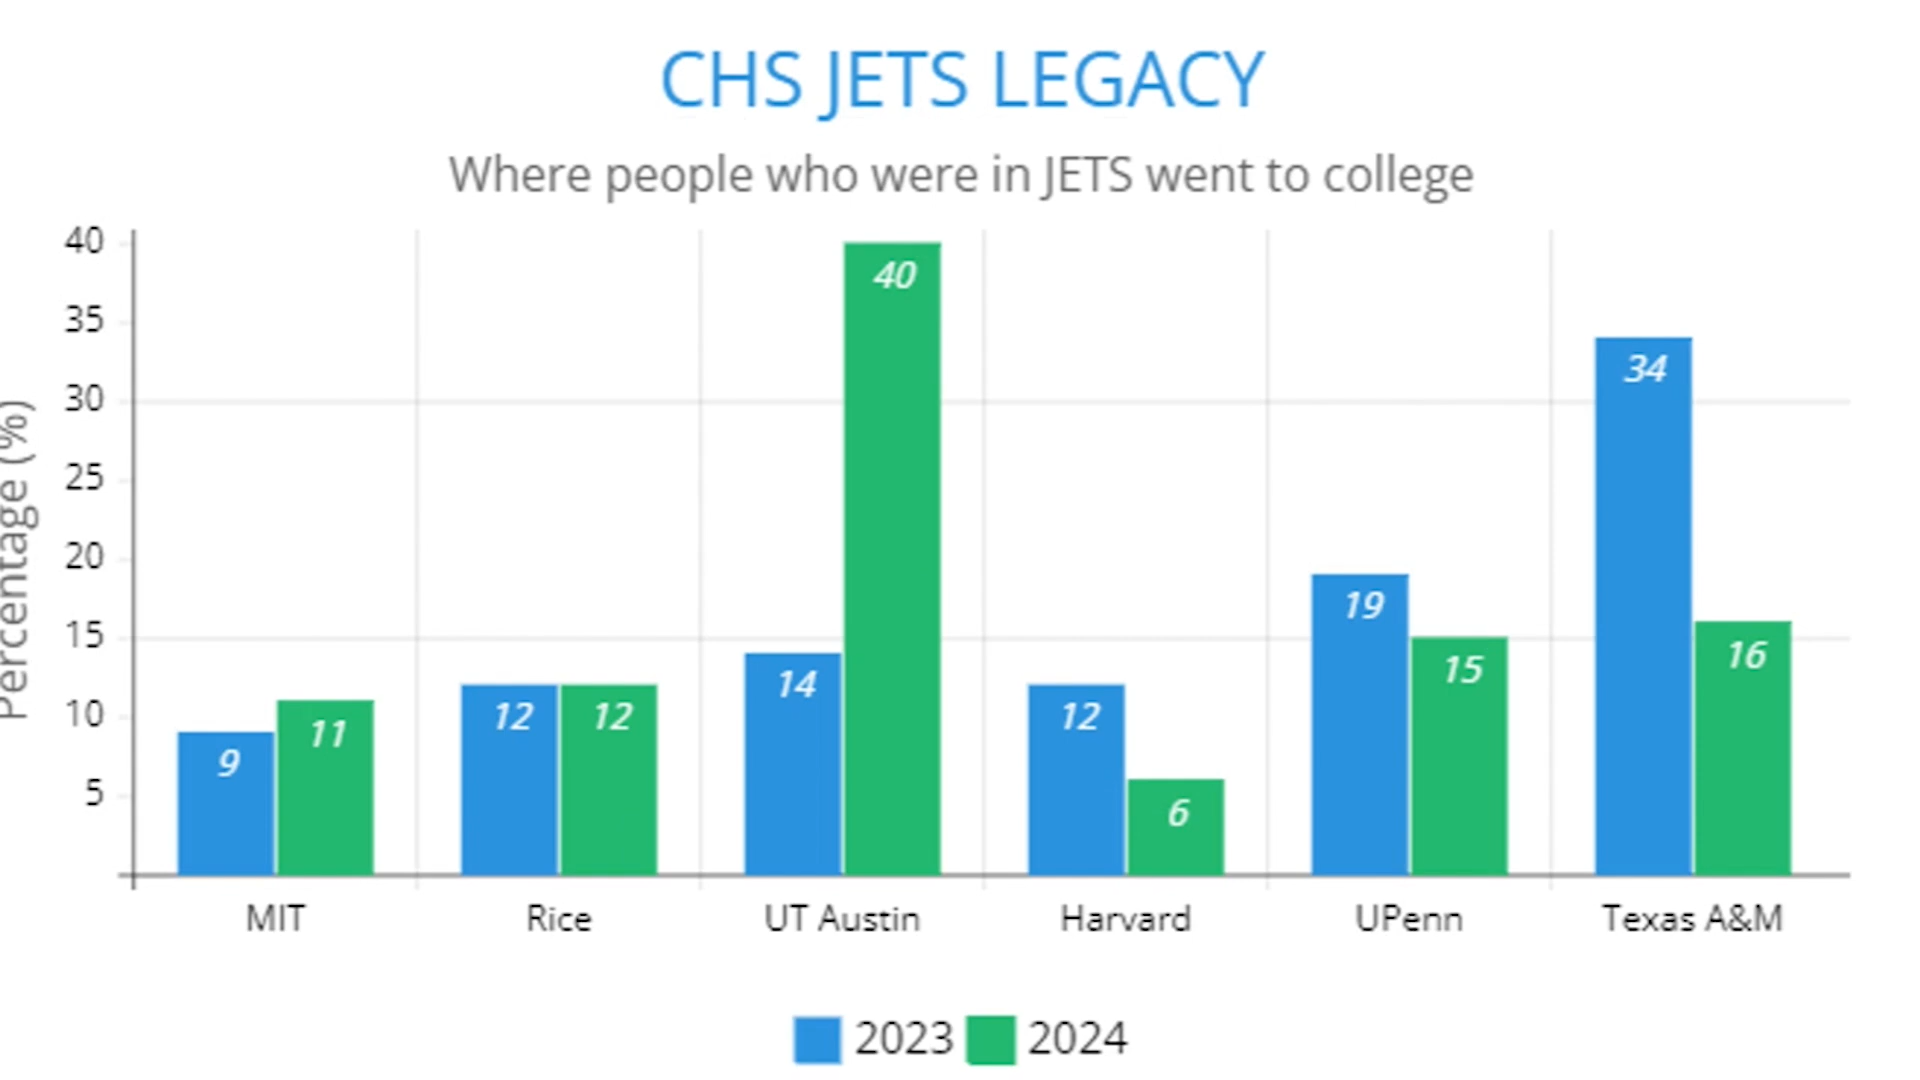 CHS JETS LEGACY
Where people who were in JETS went to college
Percentage (%)
40
35
30
25
20
15
10
5
9
11
12
12
14
40
12
6
19
15
34
16
MIT
Rice
UT Austin
Harvard
UPenn
Texas A&M
2023
2024